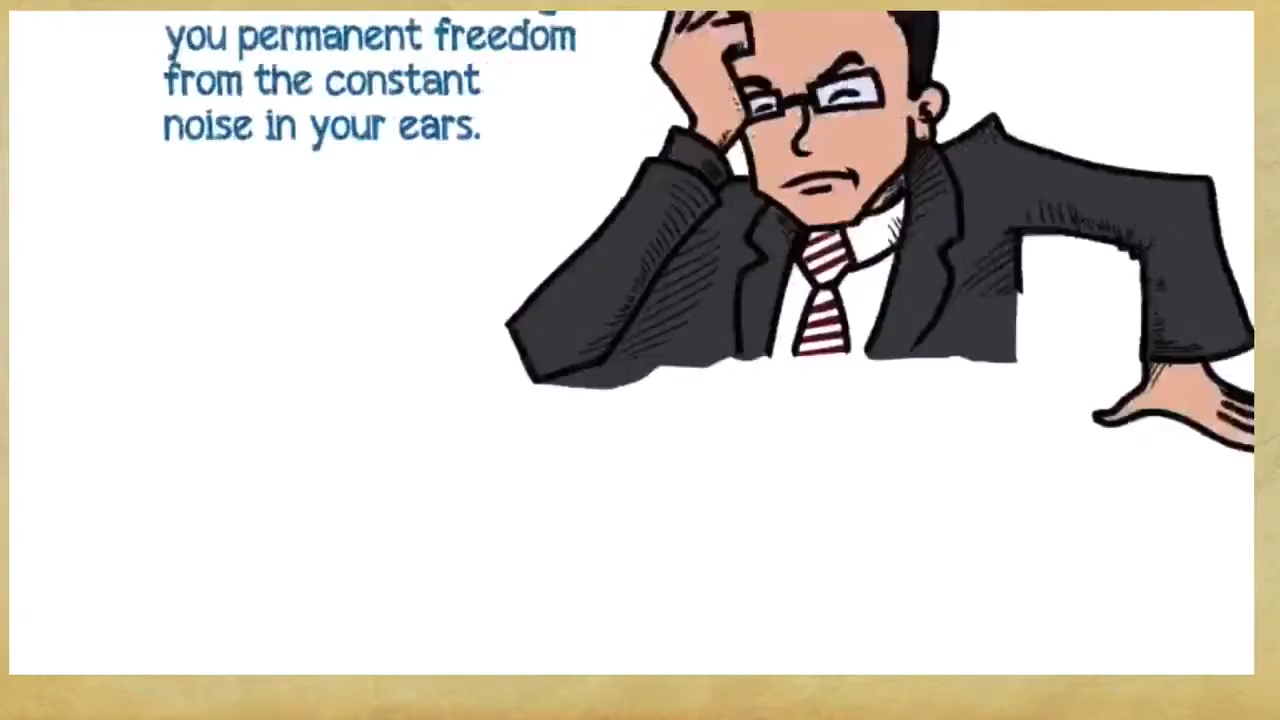 you permanent freedom
from the constant
noise in your ears.